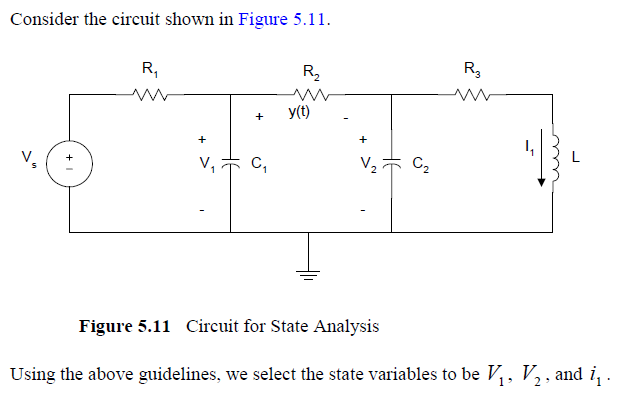 Consider the circuit shown in Figure 5.11.
R₁
R₂
R₃
+ y(t) -
+
+
Vₛ
+
V₁
C₁
V₂
C₂
I₁
L
-
-
Figure 5.11 Circuit for State Analysis
Using the above guidelines, we select the state variables to be V₁, V₂, and i₁.